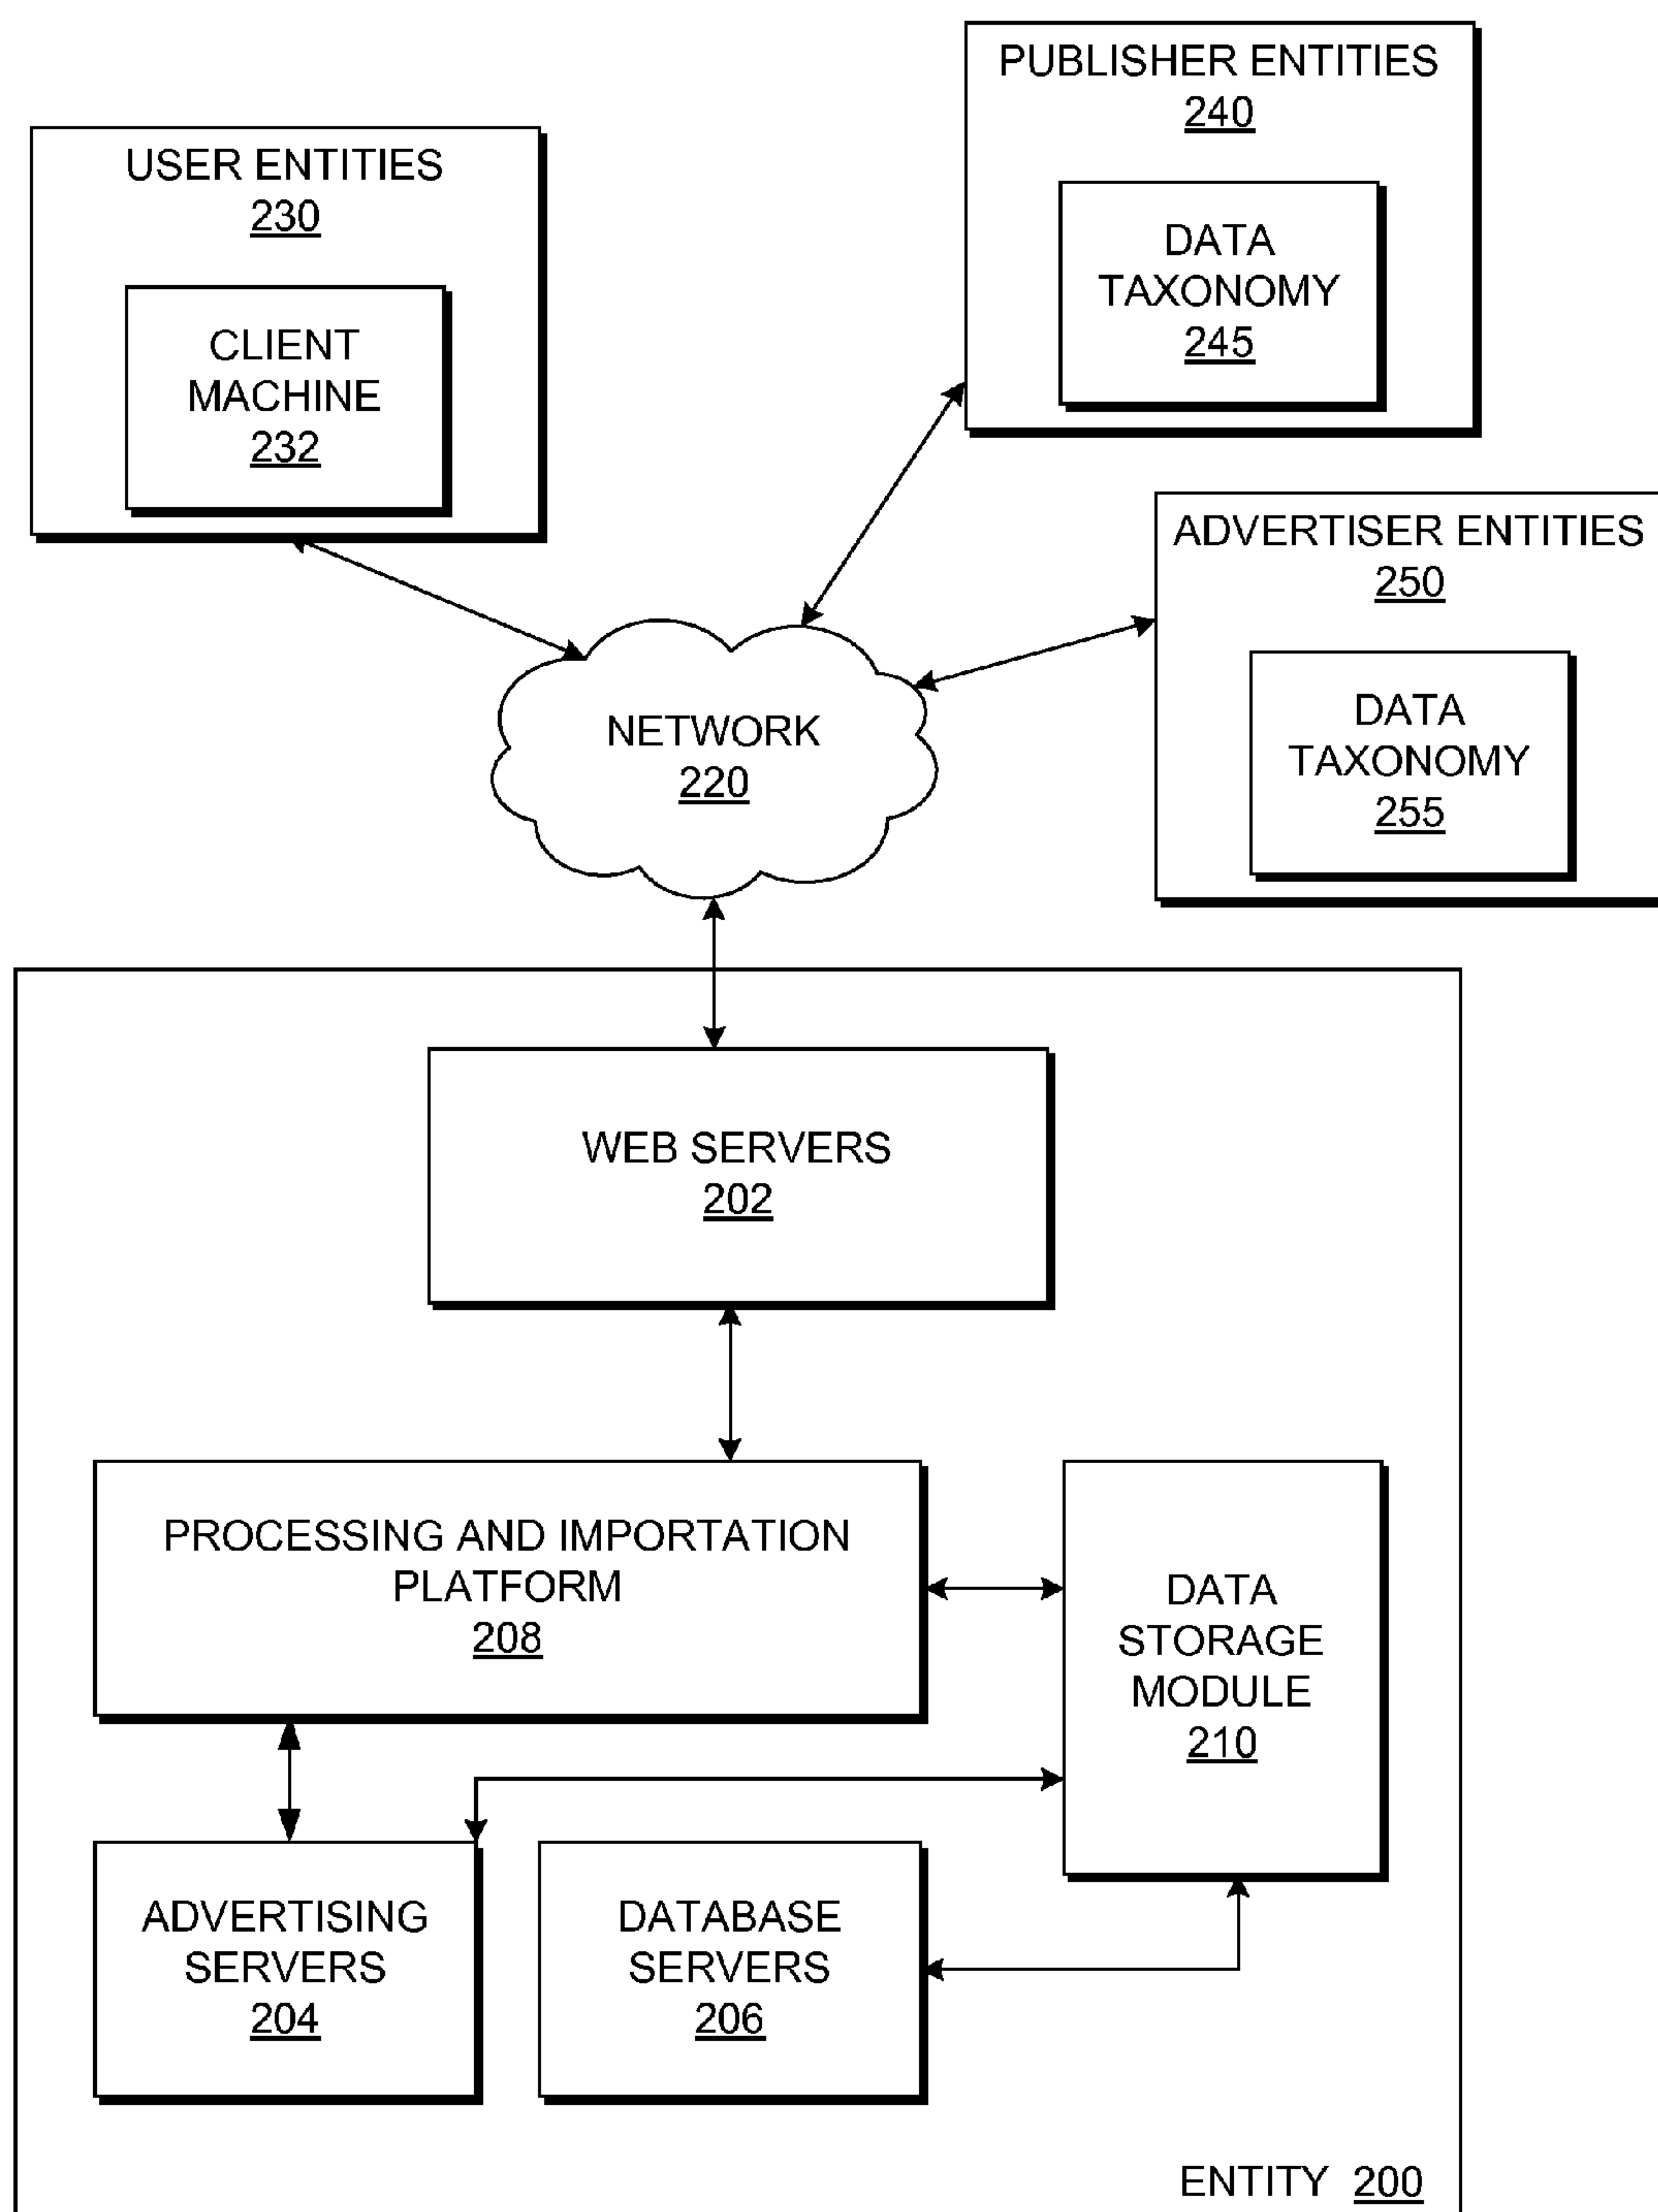 PUBLISHER ENTITIES
240
DATA
TAXONOMY
245
USER ENTITIES
230
CLIENT
MACHINE
232
ADVERTISER ENTITIES
250
DATA
TAXONOMY
255
NETWORK
220
WEB SERVERS
202
PROCESSING AND IMPORTATION
PLATFORM
208
DATA
STORAGE
MODULE
210
ADVERTISING
SERVERS
204
DATABASE
SERVERS
206
ENTITY 200